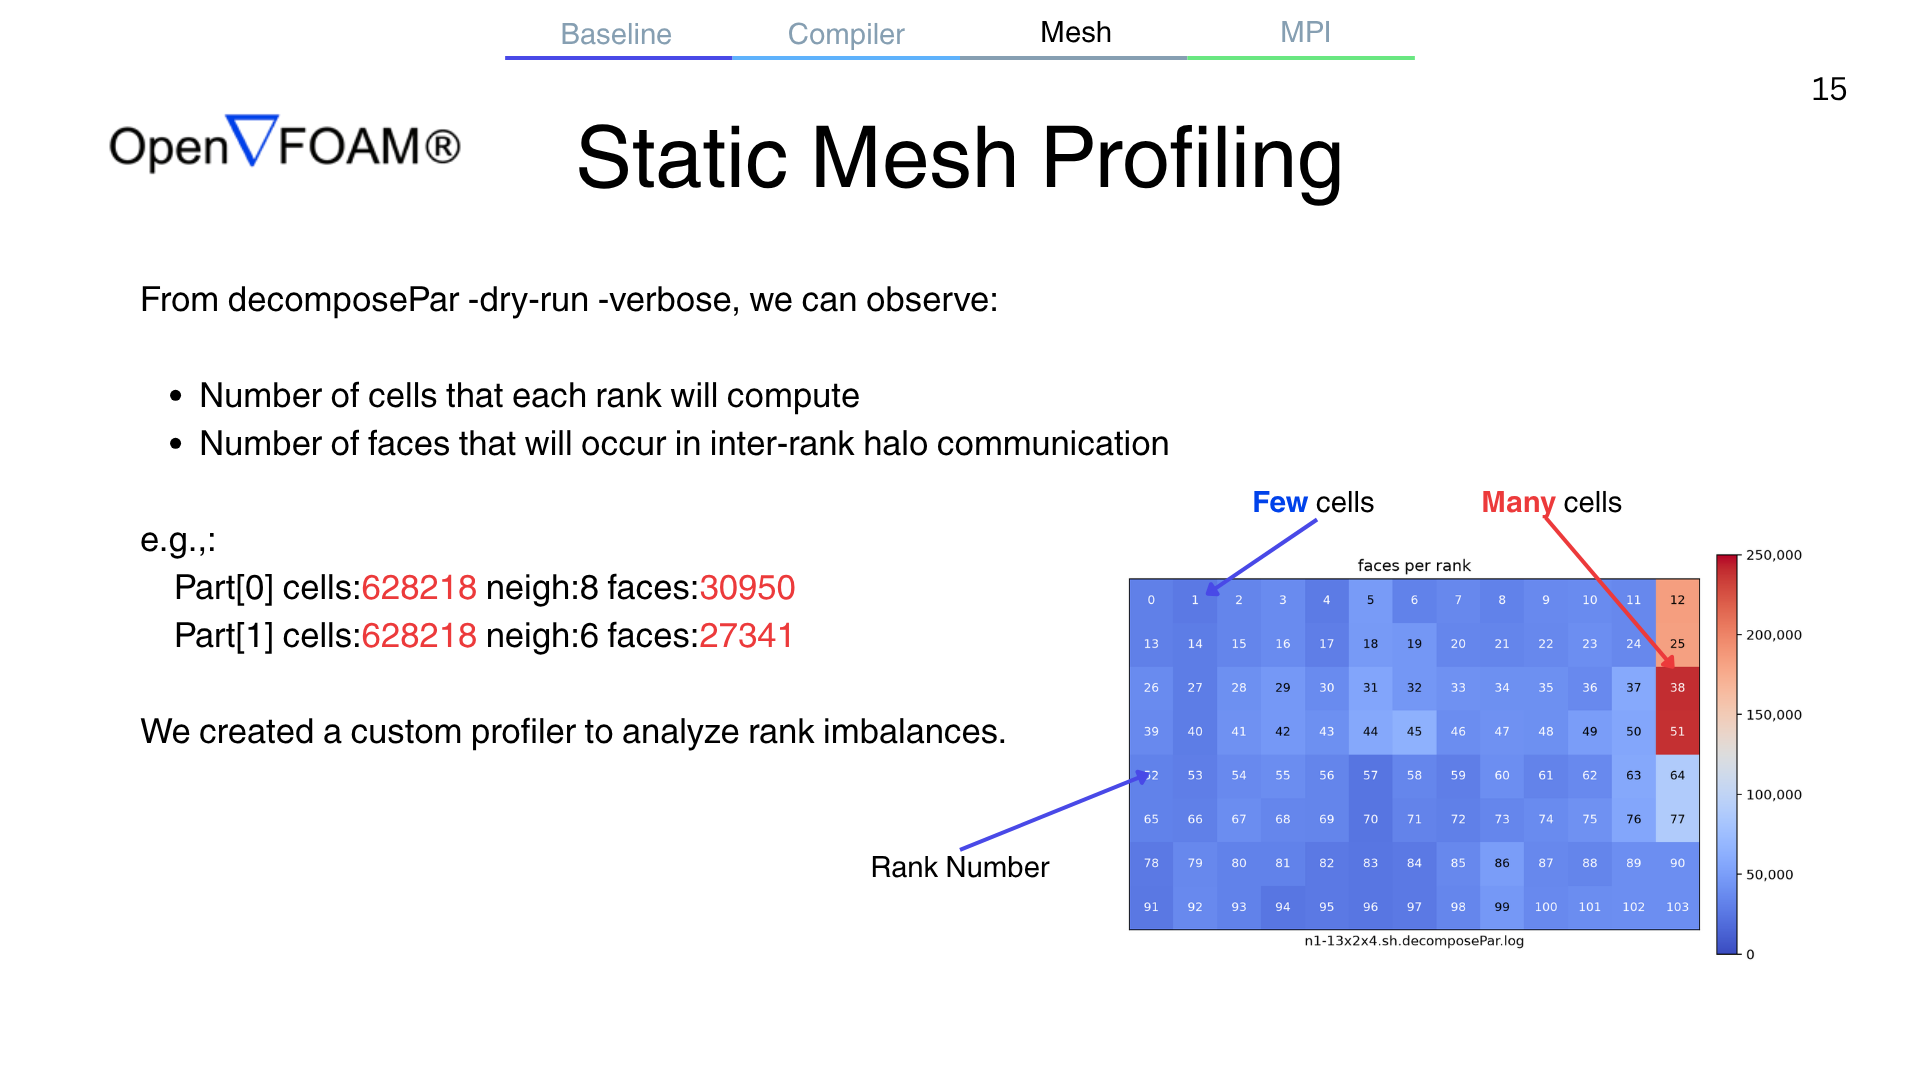 Baseline Compiler Mesh MPI
15
Open FOAM®
Static Mesh Profiling
From decomposePar -dry-run -verbose, we can observe:
• Number of cells that each rank will compute
• Number of faces that will occur in inter-rank halo communication
e.g.,:
Part[0] cells:628218 neigh:8 faces:30950
Part[1] cells:628218 neigh:6 faces:27341
We created a custom profiler to analyze rank imbalances.
Rank Number
Few cells
Many cells
faces per rank
0 1 2 3 4 5 6 7 8 9 10 11 12
13 14 15 16 17 18 19 20 21 22 23 24 25
26 27 28 29 30 31 32 33 34 35 36 37 38
39 40 41 42 43 44 45 46 47 48 49 50 51
52 53 54 55 56 57 58 59 60 61 62 63 64
65 66 67 68 69 70 71 72 73 74 75 76 77
78 79 80 81 82 83 84 85 86 87 88 89 90
91 92 93 94 95 96 97 98 99 100 101 102 103
n1-13x2x4.sh.decomposePar.log
250,000
200,000
150,000
100,000
50,000
0